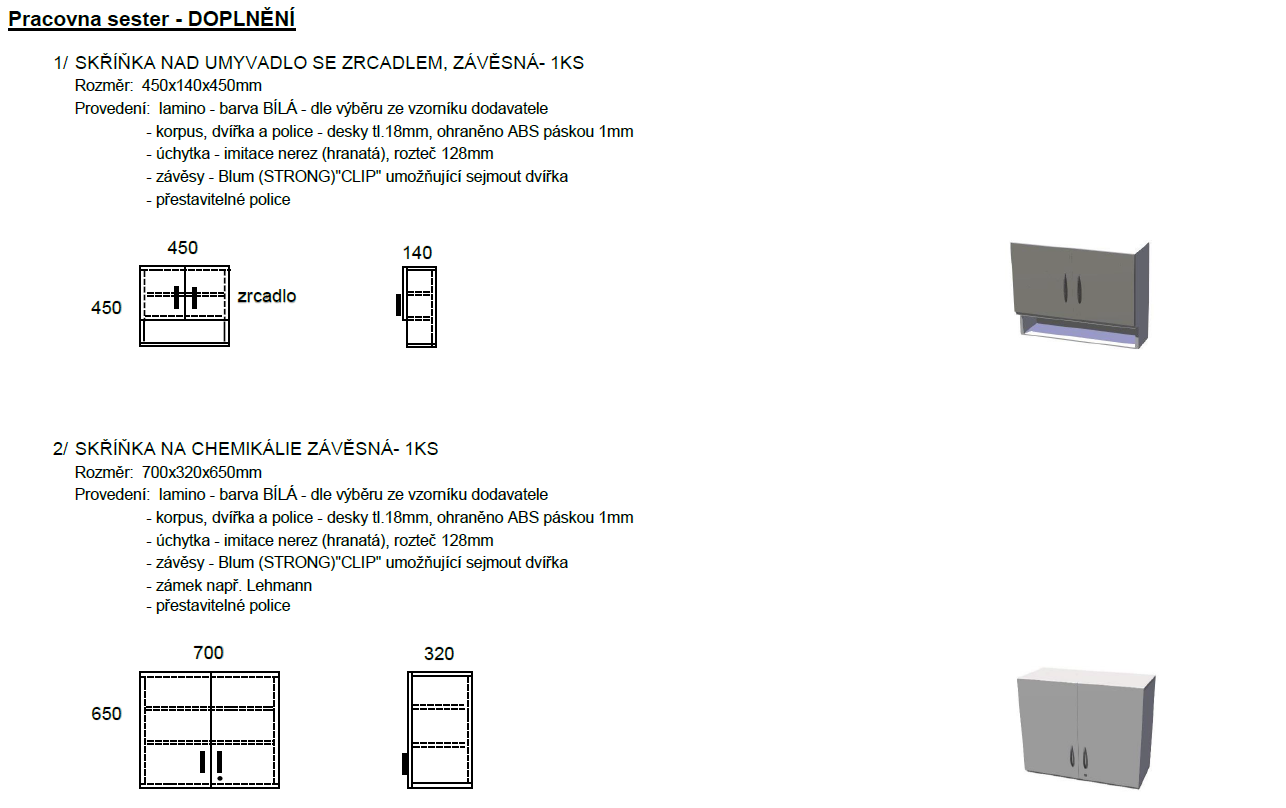 Pracovna sester - DOPLNĚNÍ
1/ SKŘÍŇKA NAD UMYVADLO SE ZRCADLEM, ZÁVĚSNÁ- 1KS
Rozměr: 450x140x450mm
Provedení: lamino - barva BÍLÁ - dle výběru ze vzorníku dodavatele
- korpus, dvířka a police - desky tl.18mm, ohraněno ABS páskou 1mm
- úchytka - imitace nerez (hranatá), rozteč 128mm
- závěsy - Blum (STRONG)"CLIP" umožňující sejmout dvířka
- přestavitelné police
450
140
450
zrcadlo
2/ SKŘÍŇKA NA CHEMIKÁLIE ZÁVĚSNÁ- 1KS
Rozměr: 700x320x650mm
Provedení: lamino - barva BÍLÁ - dle výběru ze vzorníku dodavatele
- korpus, dvířka a police - desky tl.18mm, ohraněno ABS páskou 1mm
- úchytka - imitace nerez (hranatá), rozteč 128mm
- závěsy - Blum (STRONG)"CLIP" umožňující sejmout dvířka
- zámek např. Lehmann
- přestavitelné police
700
320
650